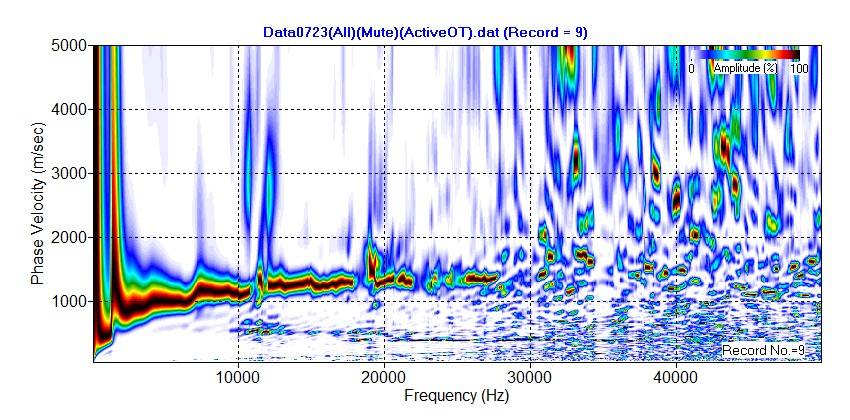 Data0723(All)(Mute)(ActiveOT).dat (Record = 9)
5000
4000
3000
2000
1000
Phase Velocity (m/sec)
0 Amplitude (%) 100
Record No.=9
10000 20000 30000 40000
Frequency (Hz)